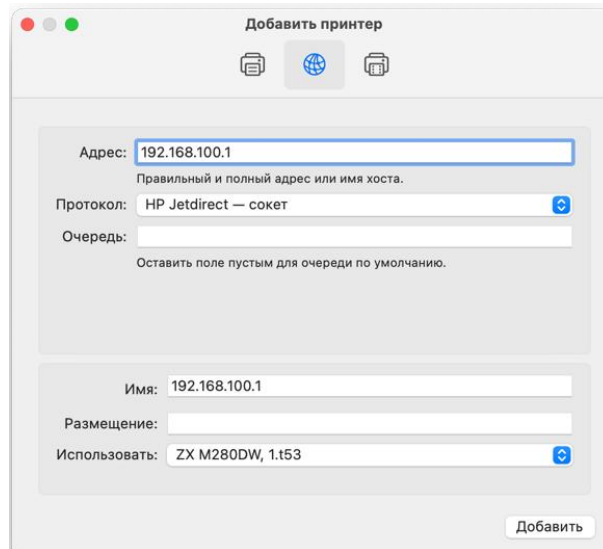 Добавить принтер
Адрес: 192.168.100.1
Правильный и полный адрес или имя хоста.
Протокол: HP Jetdirect — сокет
Очередь:
Оставить поле пустым для очереди по умолчанию.
Имя: 192.168.100.1
Размещение:
Использовать: ZX M280DW, 1.t53
Добавить